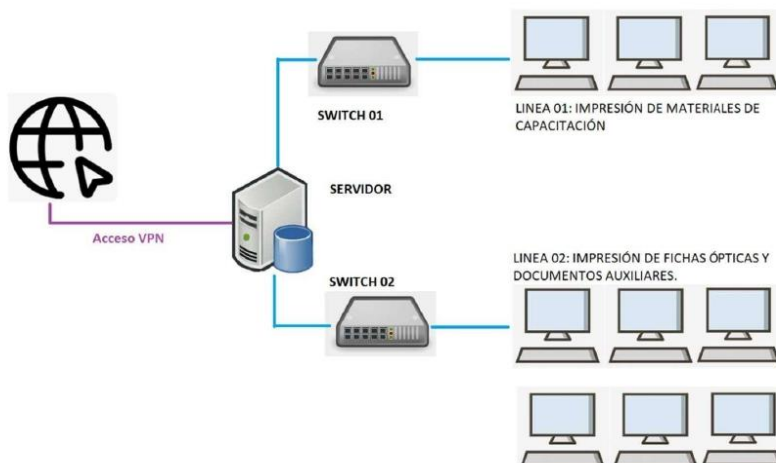 SWITCH 01
LINEA 01: IMPRESIÓN DE MATERIALES DE
CAPACITACIÓN
SERVIDOR
Acceso VPN
LINEA 02: IMPRESIÓN DE FICHAS ÓPTICAS Y
DOCUMENTOS AUXILIARES.
SWITCH 02